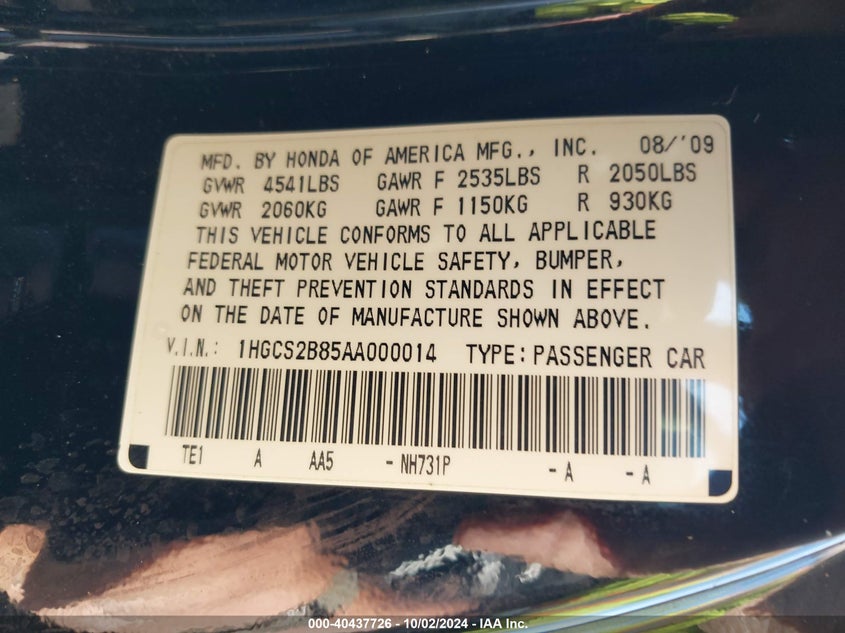 MFD. BY HONDA OF AMERICA MFG., INC. 08/'09
GVWR 4541LBS GAWR F 2535LBS R 2050LBS
GVWR 2060KG GAWR F 1150KG R 930KG
THIS VEHICLE CONFORMS TO ALL APPLICABLE
FEDERAL MOTOR VEHICLE SAFETY, BUMPER,
AND THEFT PREVENTION STANDARDS IN EFFECT
ON THE DATE OF MANUFACTURE SHOWN ABOVE.
V.I.N.: 1HGCS2B85AA000014 TYPE: PASSENGER CAR
TE1 A AA5 -NH731P -A -A
000-40437726 - 10/02/2024 - IAA Inc.